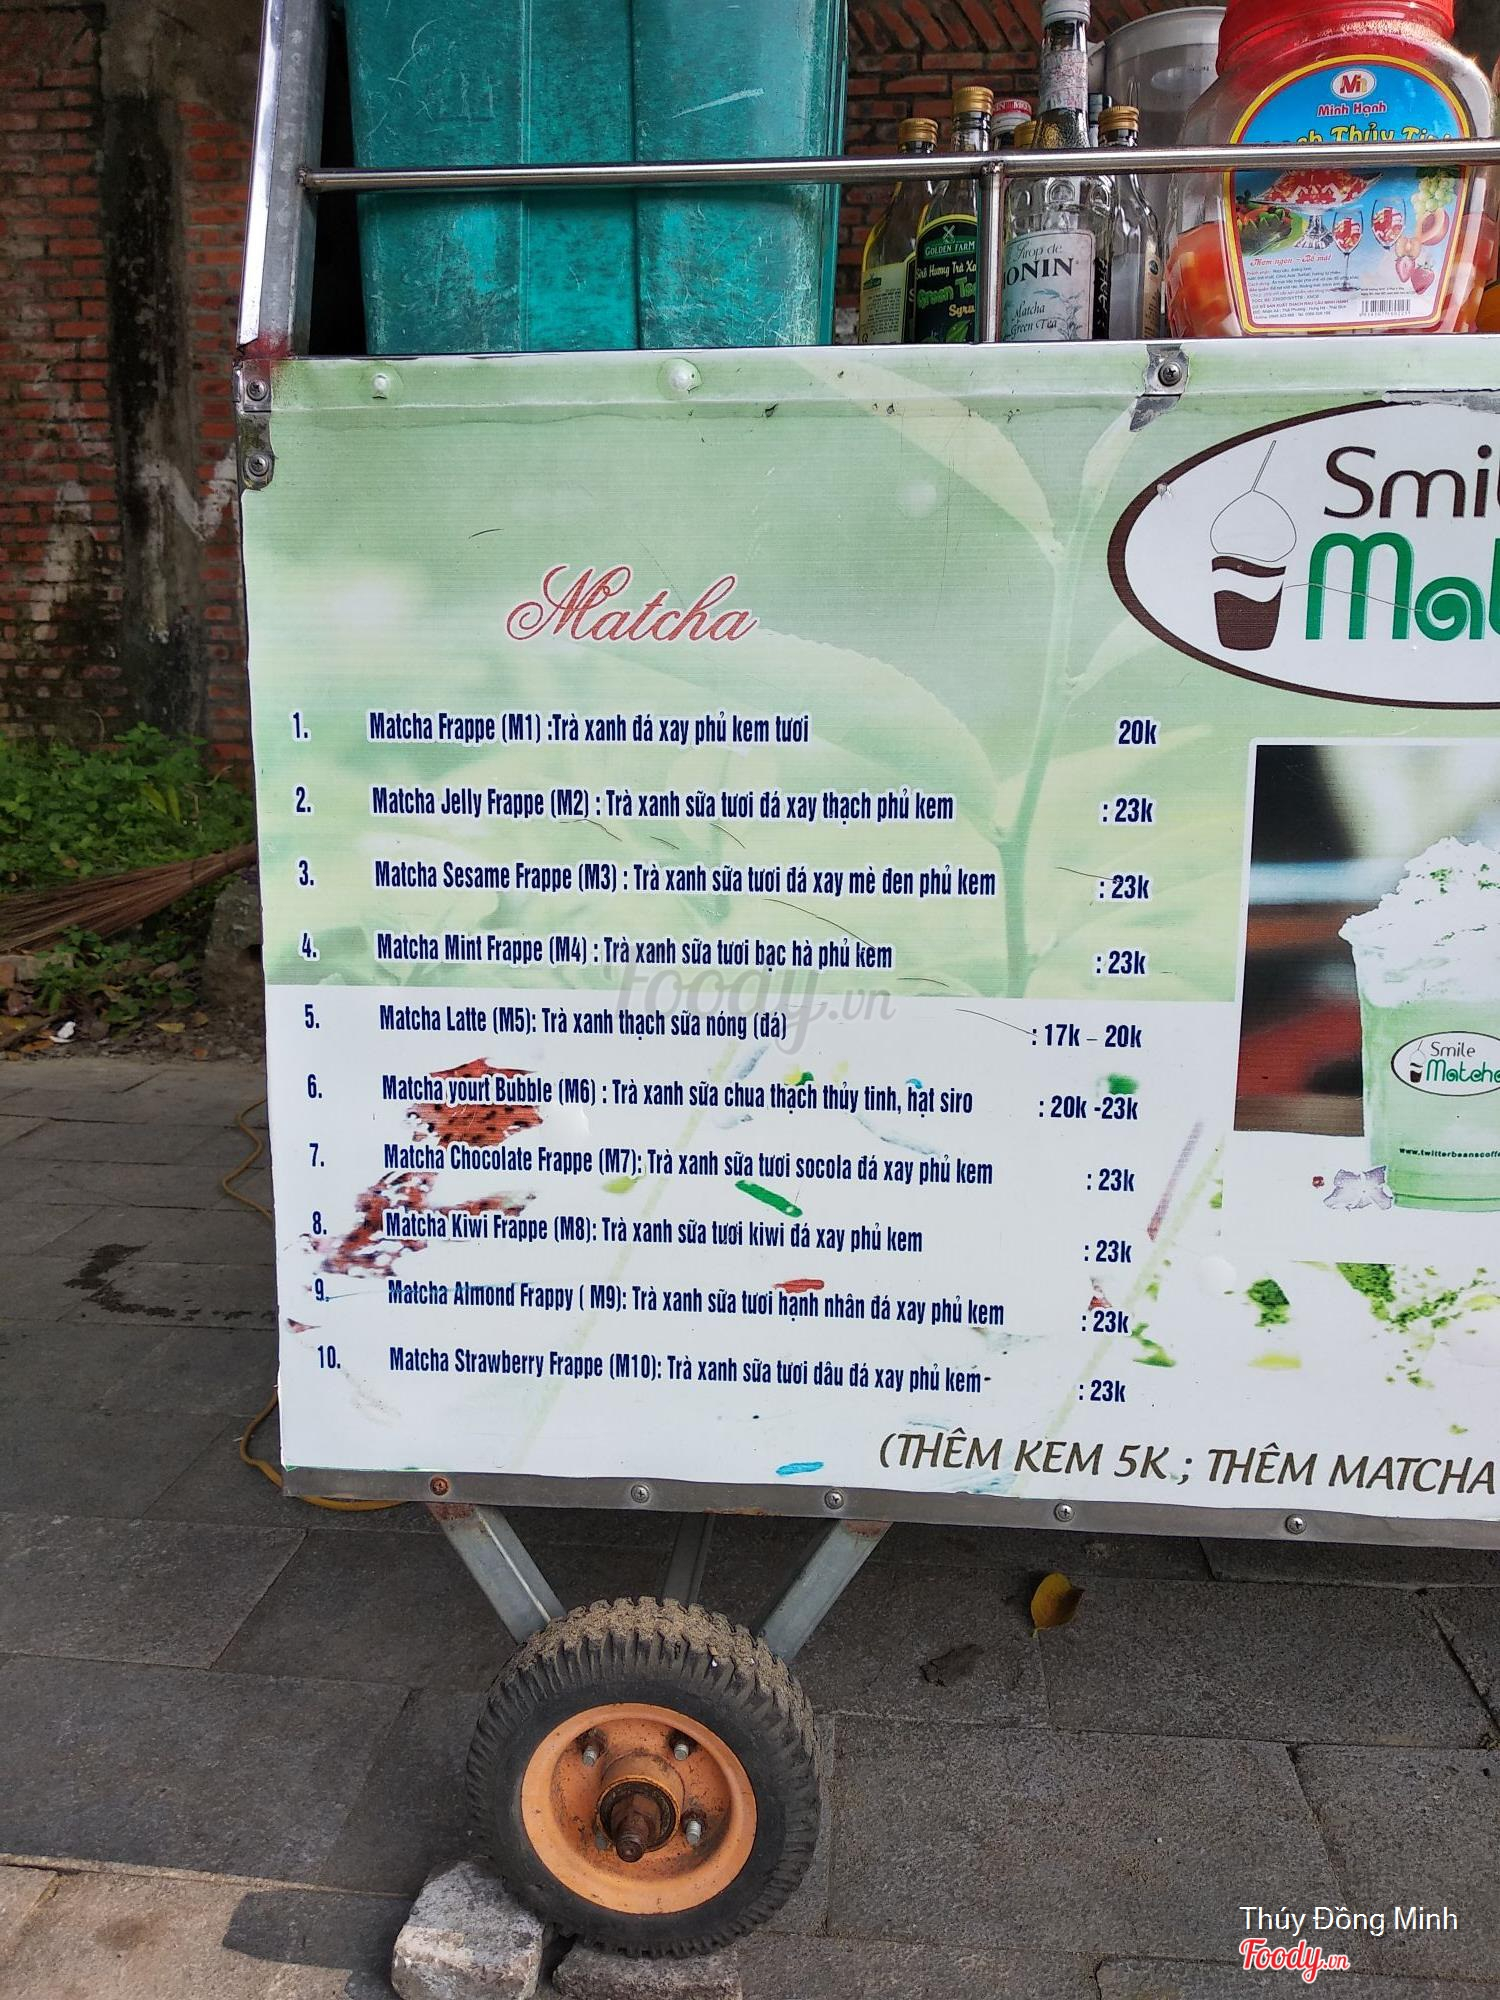 Minh Hạnh
GOLDEN FARM
Green Tea
Sirop de
MONIN
Matcha
Green Tea
Thơm ngon - Bổ mát
Matcha
1. Matcha Frappe (M1) :Trà xanh đá xay phủ kem tươi 20k
2. Matcha Jelly Frappe (M2) : Trà xanh sữa tươi đá xay thạch phủ kem : 23k
3. Matcha Sesame Frappe (M3) : Trà xanh sữa tươi đá xay mè đen phủ kem : 23k
4. Matcha Mint Frappe (M4) : Trà xanh sữa tươi bạc hà phủ kem : 23k
5. Matcha Latte (M5): Trà xanh thạch sữa nóng (đá) : 17k – 20k
6. Matcha yourt Bubble (M6) : Trà xanh sữa chua thạch thủy tinh, hạt siro : 20k -23k
7. Matcha Chocolate Frappe (M7): Trà xanh sữa tươi socola đá xay phủ kem : 23k
8. Matcha Kiwi Frappe (M8): Trà xanh sữa tươi kiwi đá xay phủ kem : 23k
9. Matcha Almond Frappy ( M9): Trà xanh sữa tươi hạnh nhân đá xay phủ kem : 23k
10. Matcha Strawberry Frappe (M10): Trà xanh sữa tươi dâu đá xay phủ kem : 23k
(THÊM KEM 5K ; THÊM MATCHA
Smile
Matcha
Foody.vn
Thúy Đồng Minh
Foody.vn